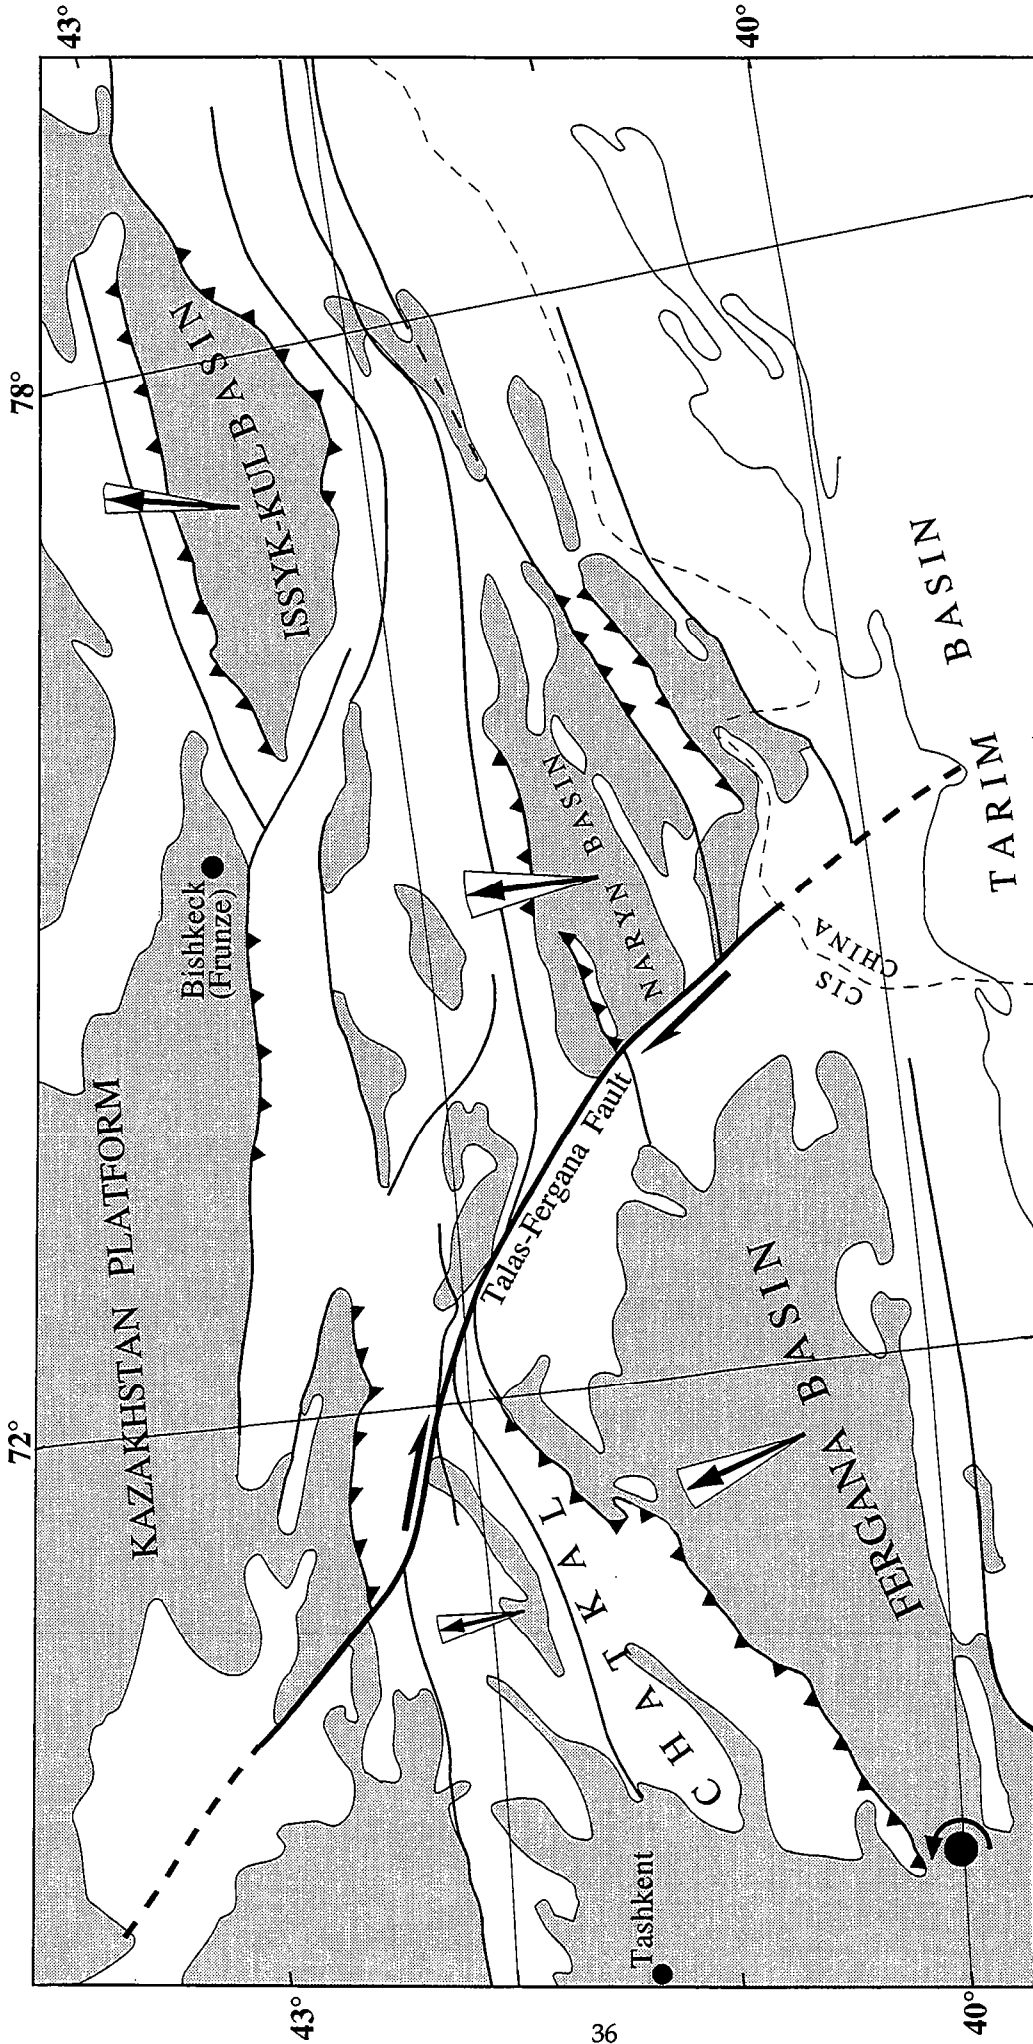 43°
40°
78°
72°
43°
40°
KAZAKHSTAN PLATFORM
Bishkeck
(Frunze)
ISSYK-KUL BASIN
NARYN BASIN
Talas-Fergana Fault
CIS
CHINA
TARIM BASIN
FERGANA BASIN
CHATKAL
Tashkent
36